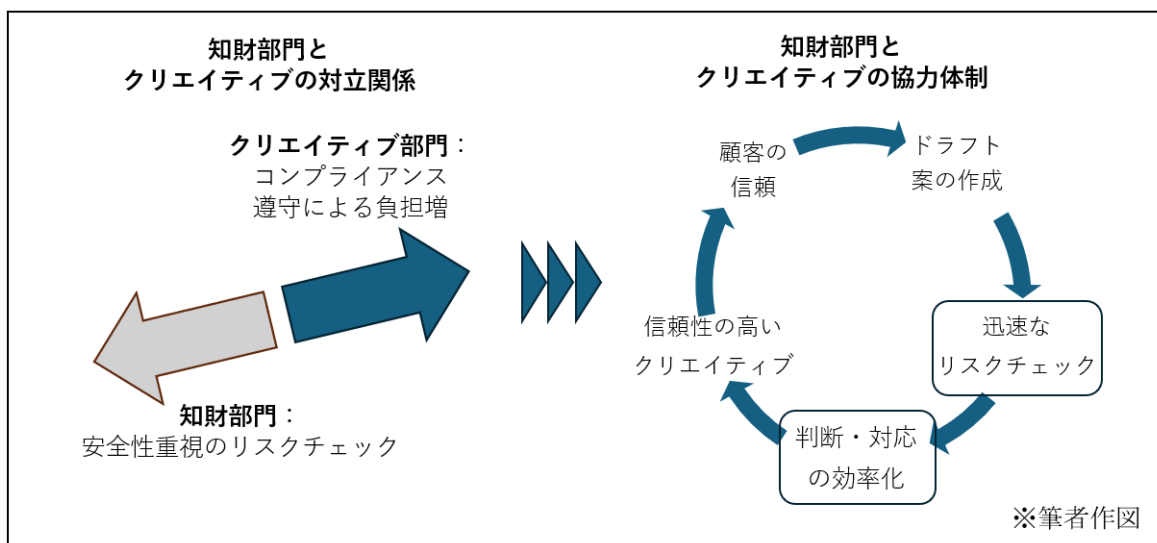 知財部門と
クリエイティブの対立関係
クリエイティブ部門：
コンプライアンス
遵守による負担増
知財部門：
安全性重視のリスクチェック
知財部門と
クリエイティブの協力体制
顧客の
信頼
ドラフト
案の作成
迅速な
リスクチェック
判断・対応
の効率化
信頼性の高い
クリエイティブ
※筆者作図